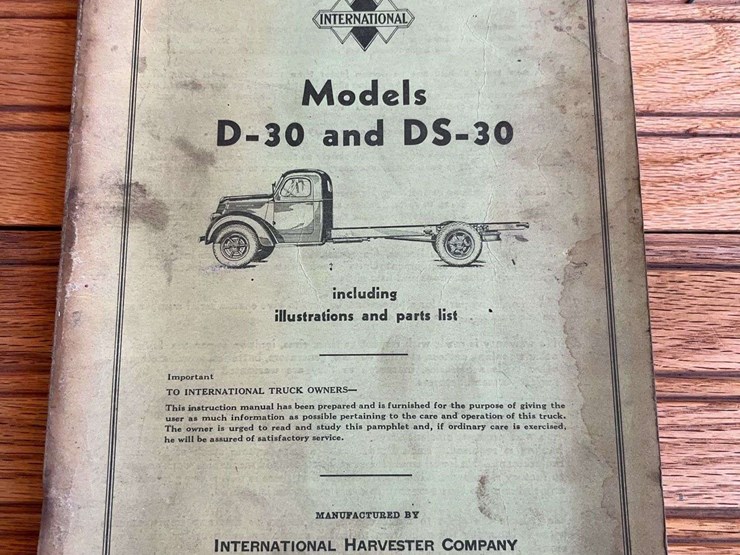 INTERNATIONAL
Models
D-30 and DS-30
including
illustrations and parts list
Important
TO INTERNATIONAL TRUCK OWNERS—
This instruction manual has been prepared and is furnished for the purpose of giving the
user as much information as possible pertaining to the care and operation of this truck.
The owner is urged to read and study this pamphlet and, if ordinary care is exercised,
he will be assured of satisfactory service.
MANUFACTURED BY
INTERNATIONAL HARVESTER COMPANY